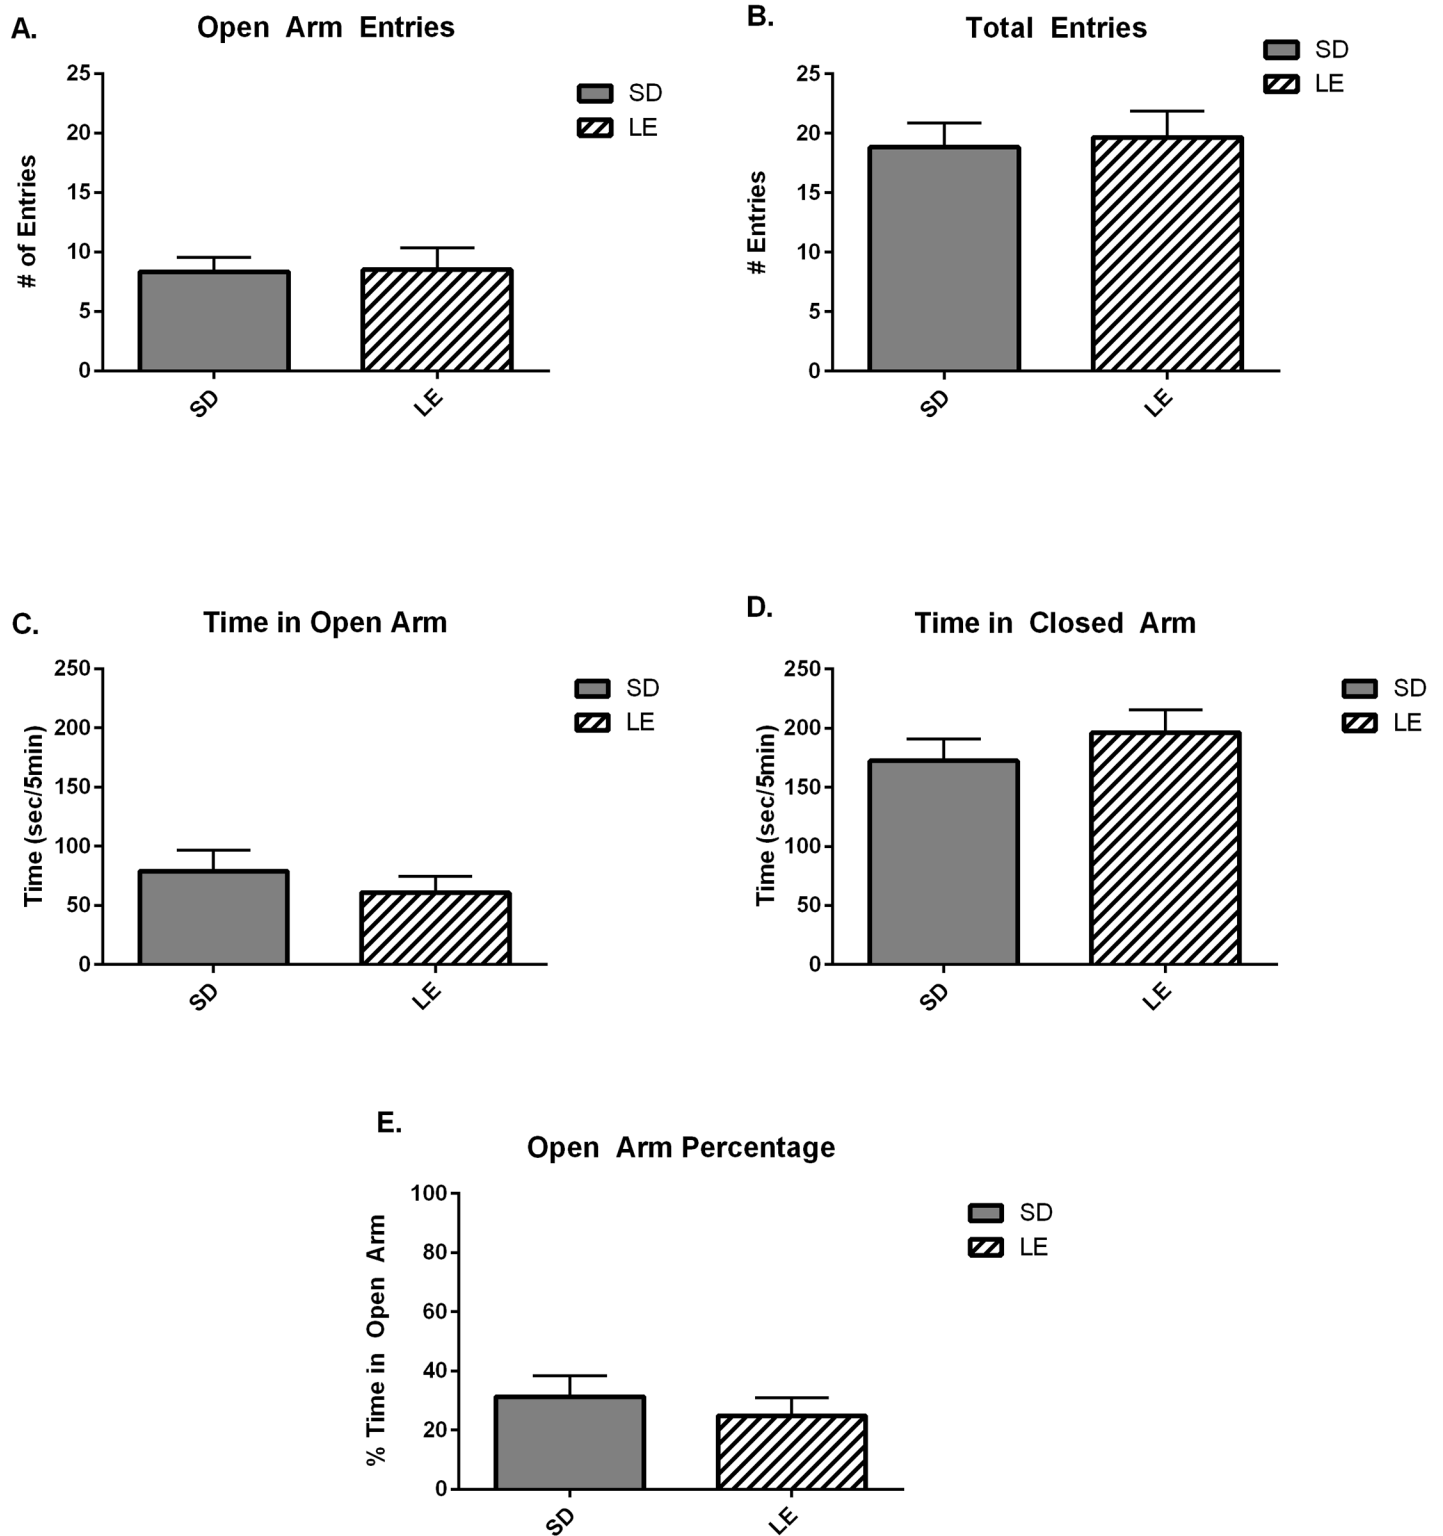 A.
Open Arm Entries
SD
LE
# of Entries
25
20
15
10
5
0
SD
LE
B.
Total Entries
SD
LE
# Entries
25
20
15
10
5
0
SD
LE
C.
Time in Open Arm
SD
LE
Time (sec/5min)
250
200
150
100
50
0
SD
LE
D.
Time in Closed Arm
SD
LE
Time (sec/5min)
250
200
150
100
50
0
SD
LE
E.
Open Arm Percentage
SD
LE
% Time in Open Arm
100
80
60
40
20
0
SD
LE